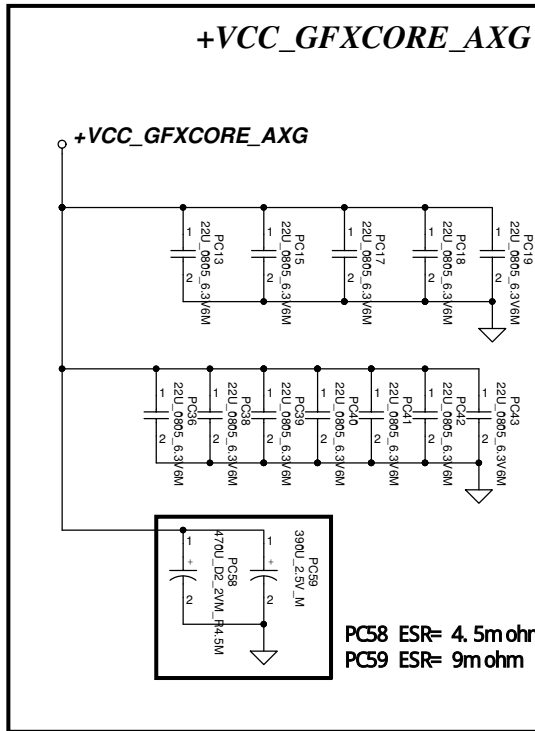 +VCC_GFXCORE_AXG
+VCC_GFXCORE_AXG
1
2
PC13
22U_0805_6.3V6M
1
2
PC15
22U_0805_6.3V6M
1
2
PC17
22U_0805_6.3V6M
1
2
PC18
22U_0805_6.3V6M
1
2
PC19
22U_0805_6.3V6M
1
2
PC36
22U_0805_6.3V6M
1
2
PC38
22U_0805_6.3V6M
1
2
PC39
22U_0805_6.3V6M
1
2
PC40
22U_0805_6.3V6M
1
2
PC41
22U_0805_6.3V6M
1
2
PC42
22U_0805_6.3V6M
1
2
PC43
22U_0805_6.3V6M
1
+
2
PC58
470U_D2_2VM_R4.5M
1
+
2
PC59
390U_2.5V_M
PC58 ESR= 4.5mohm
PC59 ESR= 9mohm